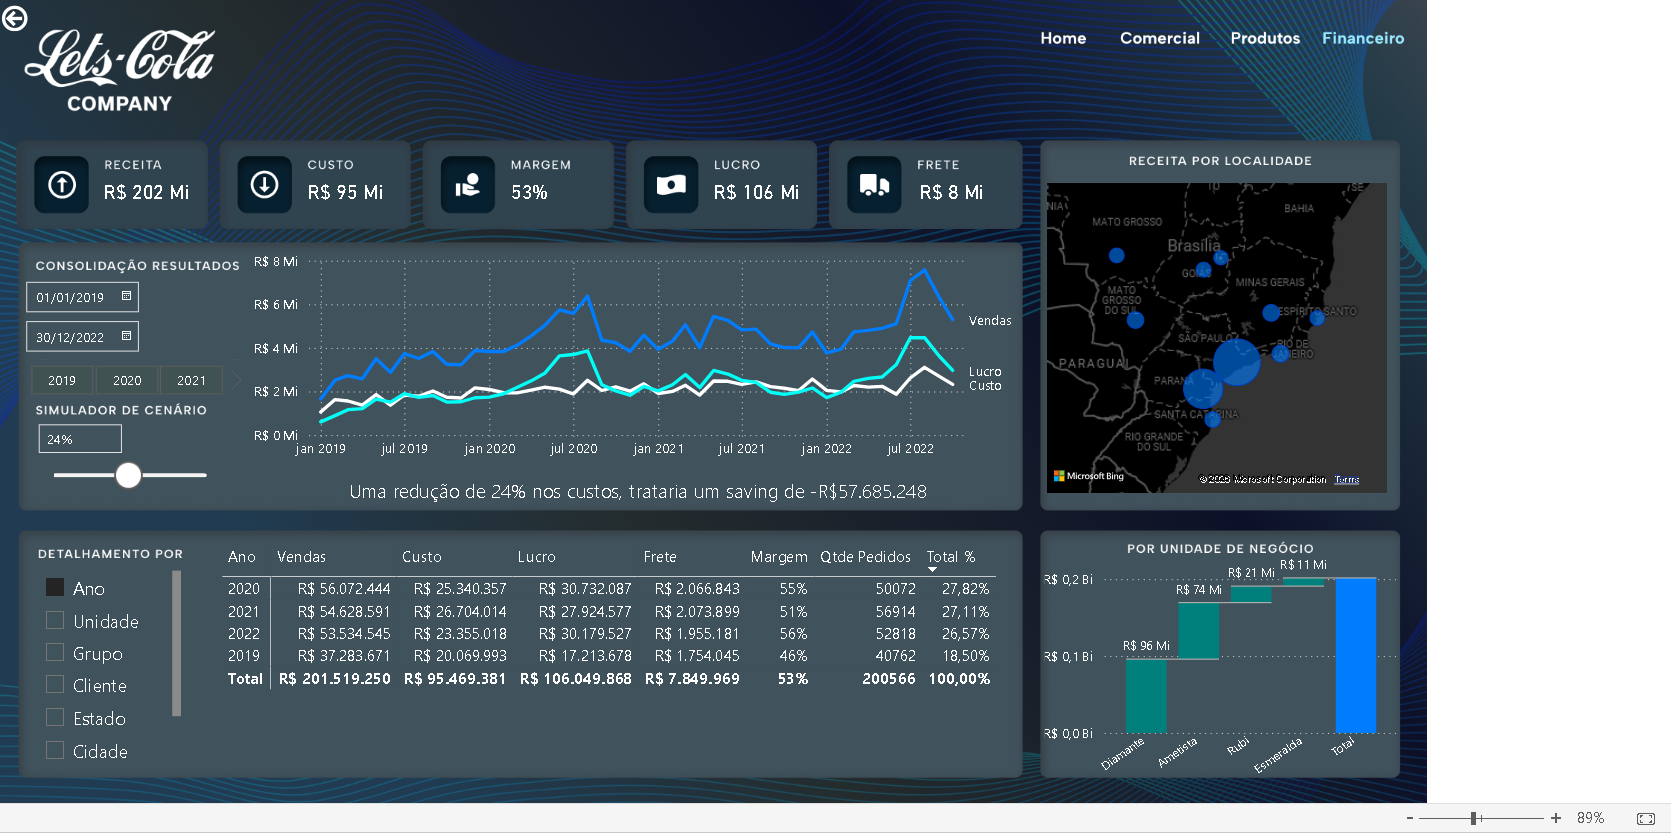 Lets-Cola
COMPANY
Home Comercial Produtos Financeiro
RECEITA
R$ 202 Mi
CUSTO
R$ 95 Mi
MARGEM
53%
LUCRO
R$ 106 Mi
FRETE
R$ 8 Mi
CONSOLIDAÇÃO RESULTADOS
01/01/2019
30/12/2022
2019 2020 2021
SIMULADOR DE CENÁRIO
24%
R$ 8 Mi
R$ 6 Mi
R$ 4 Mi
R$ 2 Mi
R$ 0 Mi
jan 2019 jul 2019 jan 2020 jul 2020 jan 2021 jul 2021 jan 2022 jul 2022
Vendas
Lucro
Custo
Uma redução de 24% nos custos, trataria um saving de -R$57.685.248
RECEITA POR LOCALIDADE
TO
SE
NIA
BAHIA
MATO GROSSO
Brasília
GOIÁS
MINAS GERAIS
MATO
GROSSO
DO SUL
ESPÍRITO SANTO
SÃO PAULO
RIO DE
JANEIRO
PARAGUAI
PARANÁ
SANTA CATARINA
RIO GRANDE
DO SUL
Microsoft Bing
Microsoft Corporation Terms
DETALHAMENTO POR
Ano
Unidade
Grupo
Cliente
Estado
Cidade
Ano Vendas Custo Lucro Frete Margem Qtde Pedidos Total %
2020 R$ 56.072.444 R$ 25.340.357 R$ 30.732.087 R$ 2.066.843 55% 50072 27,82%
2021 R$ 54.628.591 R$ 26.704.014 R$ 27.924.577 R$ 2.073.899 51% 56914 27,11%
2022 R$ 53.534.545 R$ 23.355.018 R$ 30.179.527 R$ 1.955.181 56% 52818 26,57%
2019 R$ 37.283.671 R$ 20.069.993 R$ 17.213.678 R$ 1.754.045 46% 40762 18,50%
Total R$ 201.519.250 R$ 95.469.381 R$ 106.049.868 R$ 7.849.969 53% 200566 100,00%
POR UNIDADE DE NEGÓCIO
R$ 0,2 Bi
R$ 0,1 Bi
R$ 0,0 Bi
R$ 96 Mi
R$ 74 Mi
R$ 21 Mi
R$ 11 Mi
Diamante
Ametista
Rubi
Esmeralda
Total
89%